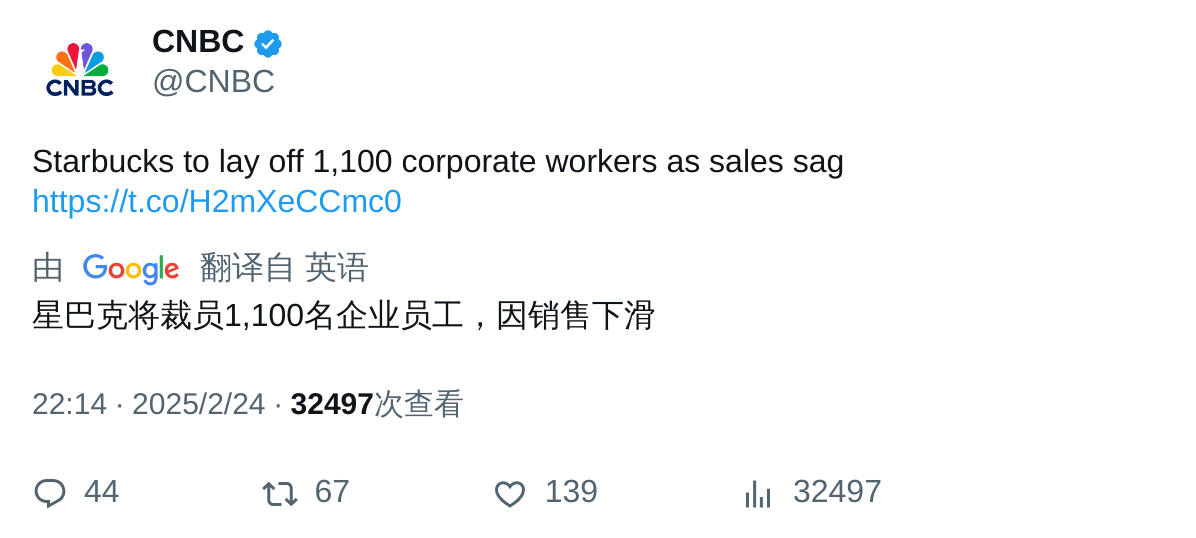 CNBC
@CNBC
CNBC
Starbucks to lay off 1,100 corporate workers as sales sag
https://t.co/H2mXeCCmc0
由 Google 翻译自 英语
星巴克将裁员1,100名企业员工，因销售下滑
22:14 · 2025/2/24 · 32497次查看
44 67 139 32497